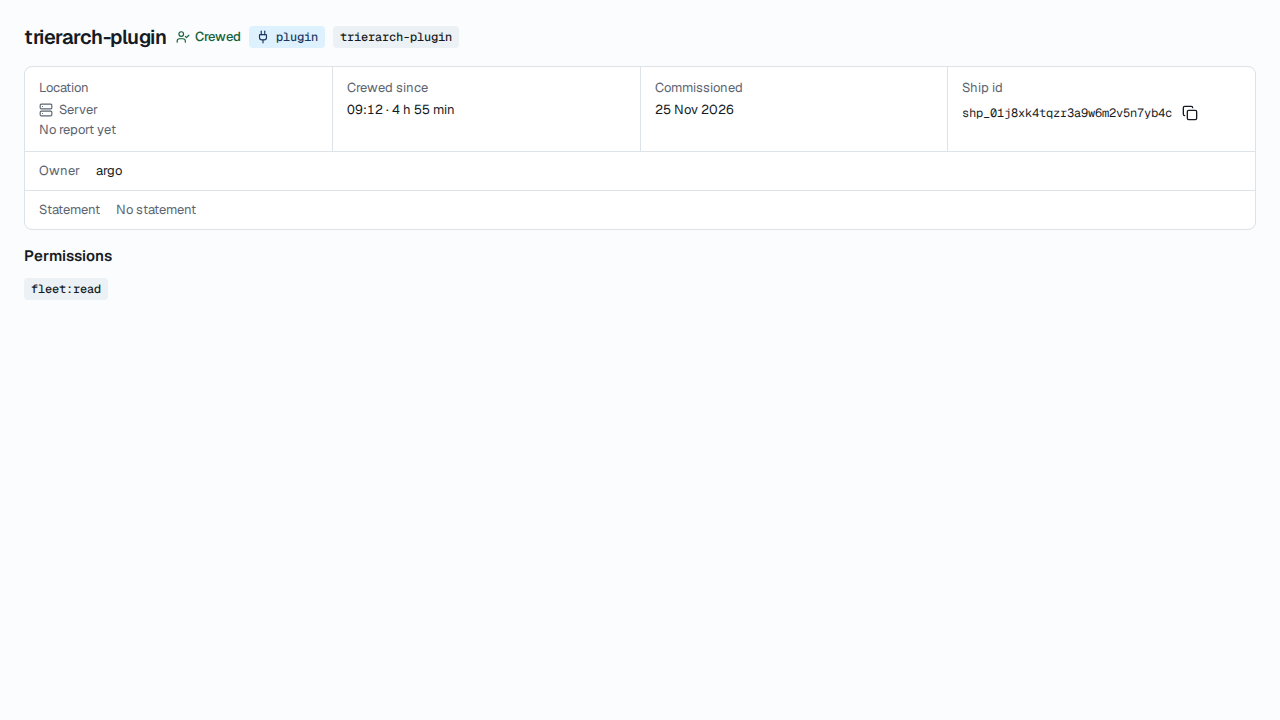 trierarch-plugin Crewed plugin trierarch-plugin
Location
Server
No report yet
Crewed since
09:12 · 4 h 55 min
Commissioned
25 Nov 2026
Ship id
shp_01j8xk4tqzr3a9w6m2v5n7yb4c
Owner argo
Statement No statement
Permissions
fleet:read